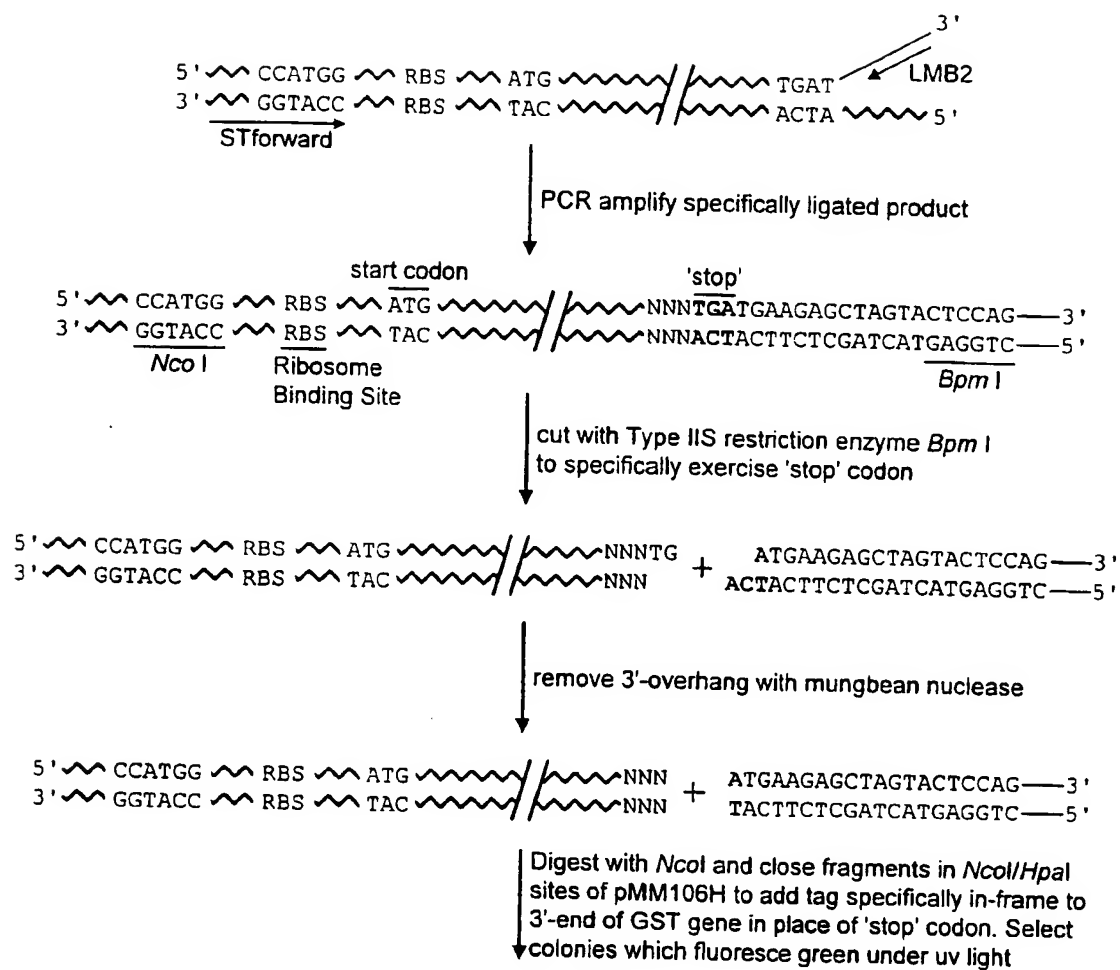 3'
5' CCATGG RBS ATG TGAT LMB2
3' GGTACC RBS TAC ACTA 5'
STforward
PCR amplify specifically ligated product
start codon 'stop'
5' CCATGG RBS ATG NNNTGATGAAGAGCTAGTACTCCAG 3'
3' GGTACC RBS TAC NNNACTACTTCTCGATCATGAGGTC 5'
Nco I Ribosome Bpm I
Binding Site
cut with Type IIS restriction enzyme Bpm I
to specifically exercise 'stop' codon
5' CCATGG RBS ATG NNNTG + ATGAAGAGCTAGTACTCCAG 3'
3' GGTACC RBS TAC NNN ACTACTTCTCGATCATGAGGTC 5'
remove 3'-overhang with mungbean nuclease
5' CCATGG RBS ATG NNN + ATGAAGAGCTAGTACTCCAG 3'
3' GGTACC RBS TAC NNN TACTTCTCGATCATGAGGTC 5'
Digest with NcoI and close fragments in NcoI/HpaI
sites of pMM106H to add tag specifically in-frame to
3'-end of GST gene in place of 'stop' codon. Select
colonies which fluoresce green under uv light